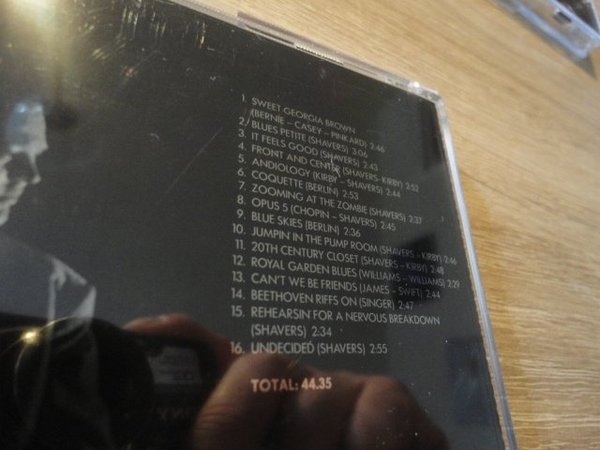 1. SWEET GEORGIA BROWN
(BERNIE – CASEY – PINKARD) 2:46
2. BLUES PETITE (SHAVERS) 3:06
3. IT FEELS GOOD (SHAVERS) 2:43
4. FRONT AND CENTER (SHAVERS- KIRBY) 2:52
5. ANDIOLOGY (KIRBY – SHAVERS) 2:44
6. COQUETTE (BERLIN) 2:53
7. ZOOMING AT THE ZOMBIE (SHAVERS) 2:37
8. OPUS 5 (CHOPIN – SHAVERS) 2:45
9. BLUE SKIES (BERLIN) 2:36
10. JUMPIN IN THE PUMP ROOM (SHAVERS – KIRBY) 2:46
11. 20TH CENTURY CLOSET (SHAVERS – KIRBY) 2:48
12. ROYAL GARDEN BLUES (WILLIAMS – WILLIAMS) 2:29
13. CAN'T WE BE FRIENDS (JAMES – SWIFT) 2:44
14. BEETHOVEN RIFFS ON (SINGER) 2:47
15. REHEARSIN FOR A NERVOUS BREAKDOWN
(SHAVERS) 2:34
16. UNDECIDED (SHAVERS) 2:55
TOTAL: 44.35